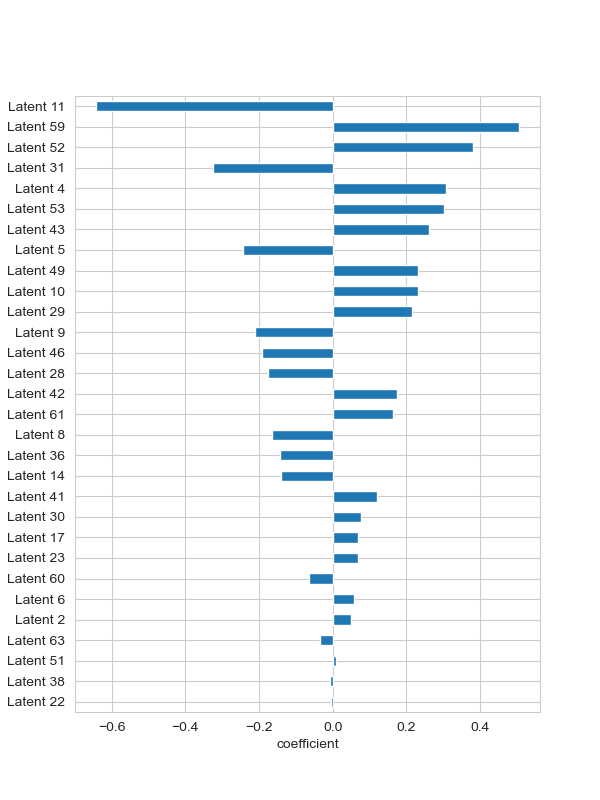 Latent 11
Latent 59
Latent 52
Latent 31
Latent 4
Latent 53
Latent 43
Latent 5
Latent 49
Latent 10
Latent 29
Latent 9
Latent 46
Latent 28
Latent 42
Latent 61
Latent 8
Latent 36
Latent 14
Latent 41
Latent 30
Latent 17
Latent 23
Latent 60
Latent 6
Latent 2
Latent 63
Latent 51
Latent 38
Latent 22
−0.6 −0.4 −0.2 0.0 0.2 0.4
coefficient